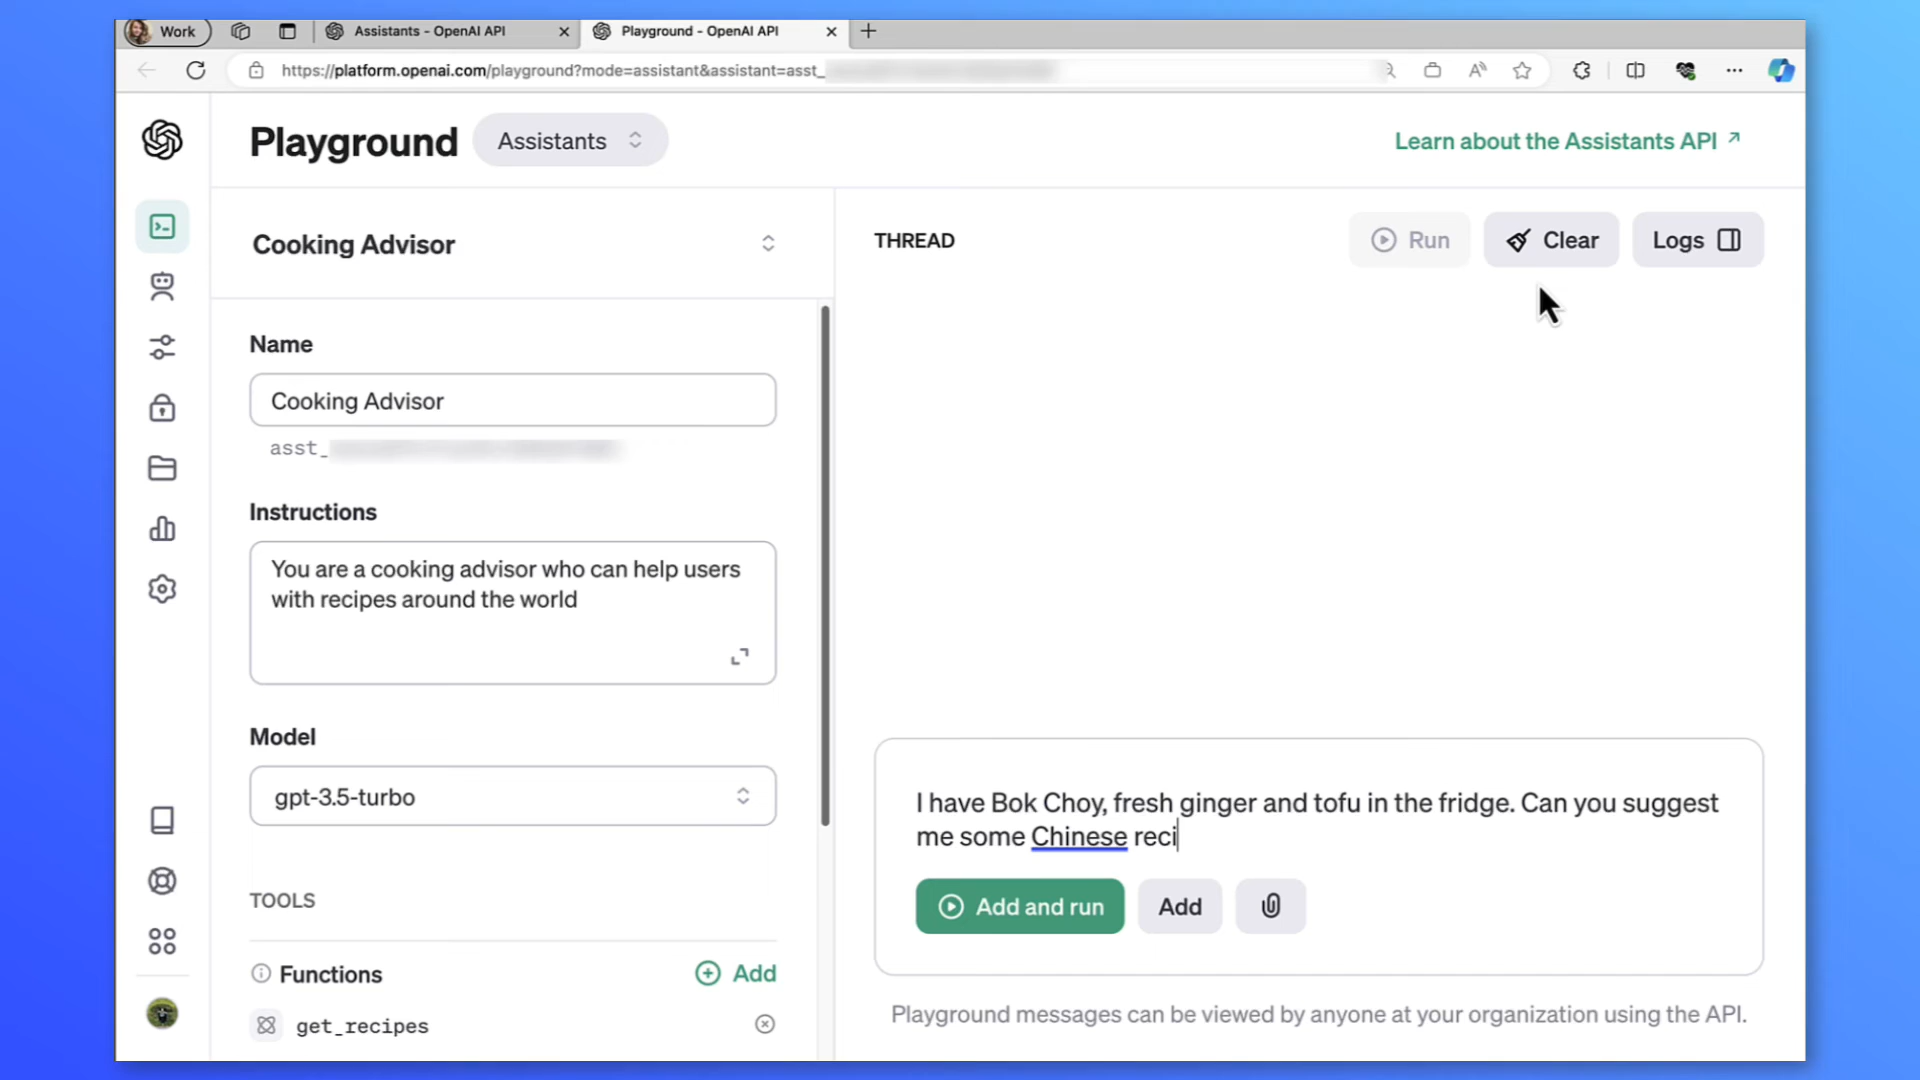 Work
Assistants - OpenAI API
Playground - OpenAI API
https://platform.openai.com/playground?mode=assistant&assistant=asst_
Playground
Assistants
Learn about the Assistants API
Cooking Advisor
THREAD
Run
Clear
Logs
Name
Cooking Advisor
asst_
Instructions
You are a cooking advisor who can help users
with recipes around the world
Model
gpt-3.5-turbo
TOOLS
Functions
Add
get_recipes
I have Bok Choy, fresh ginger and tofu in the fridge. Can you suggest
me some Chinese reci
Add and run
Add
Playground messages can be viewed by anyone at your organization using the API.